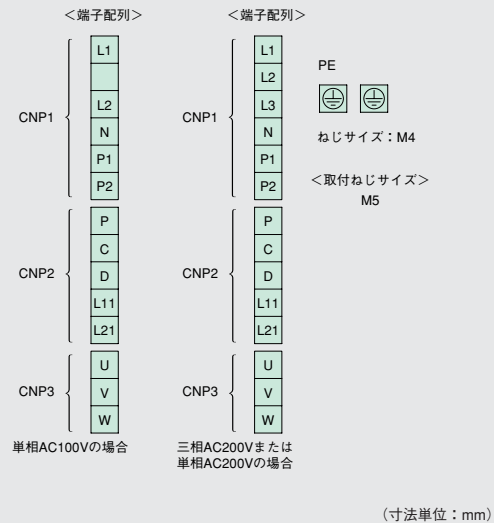 <端子配列>
L1
L2
N
P1
P2
CNP1
P
C
D
L11
L21
CNP2
U
V
W
CNP3
単相AC100Vの場合
<端子配列>
L1
L2
L3
N
P1
P2
CNP1
P
C
D
L11
L21
CNP2
U
V
W
CNP3
三相AC200Vまたは
単相AC200Vの場合
PE
ねじサイズ：M4
<取付ねじサイズ>
M5
(寸法単位：mm)